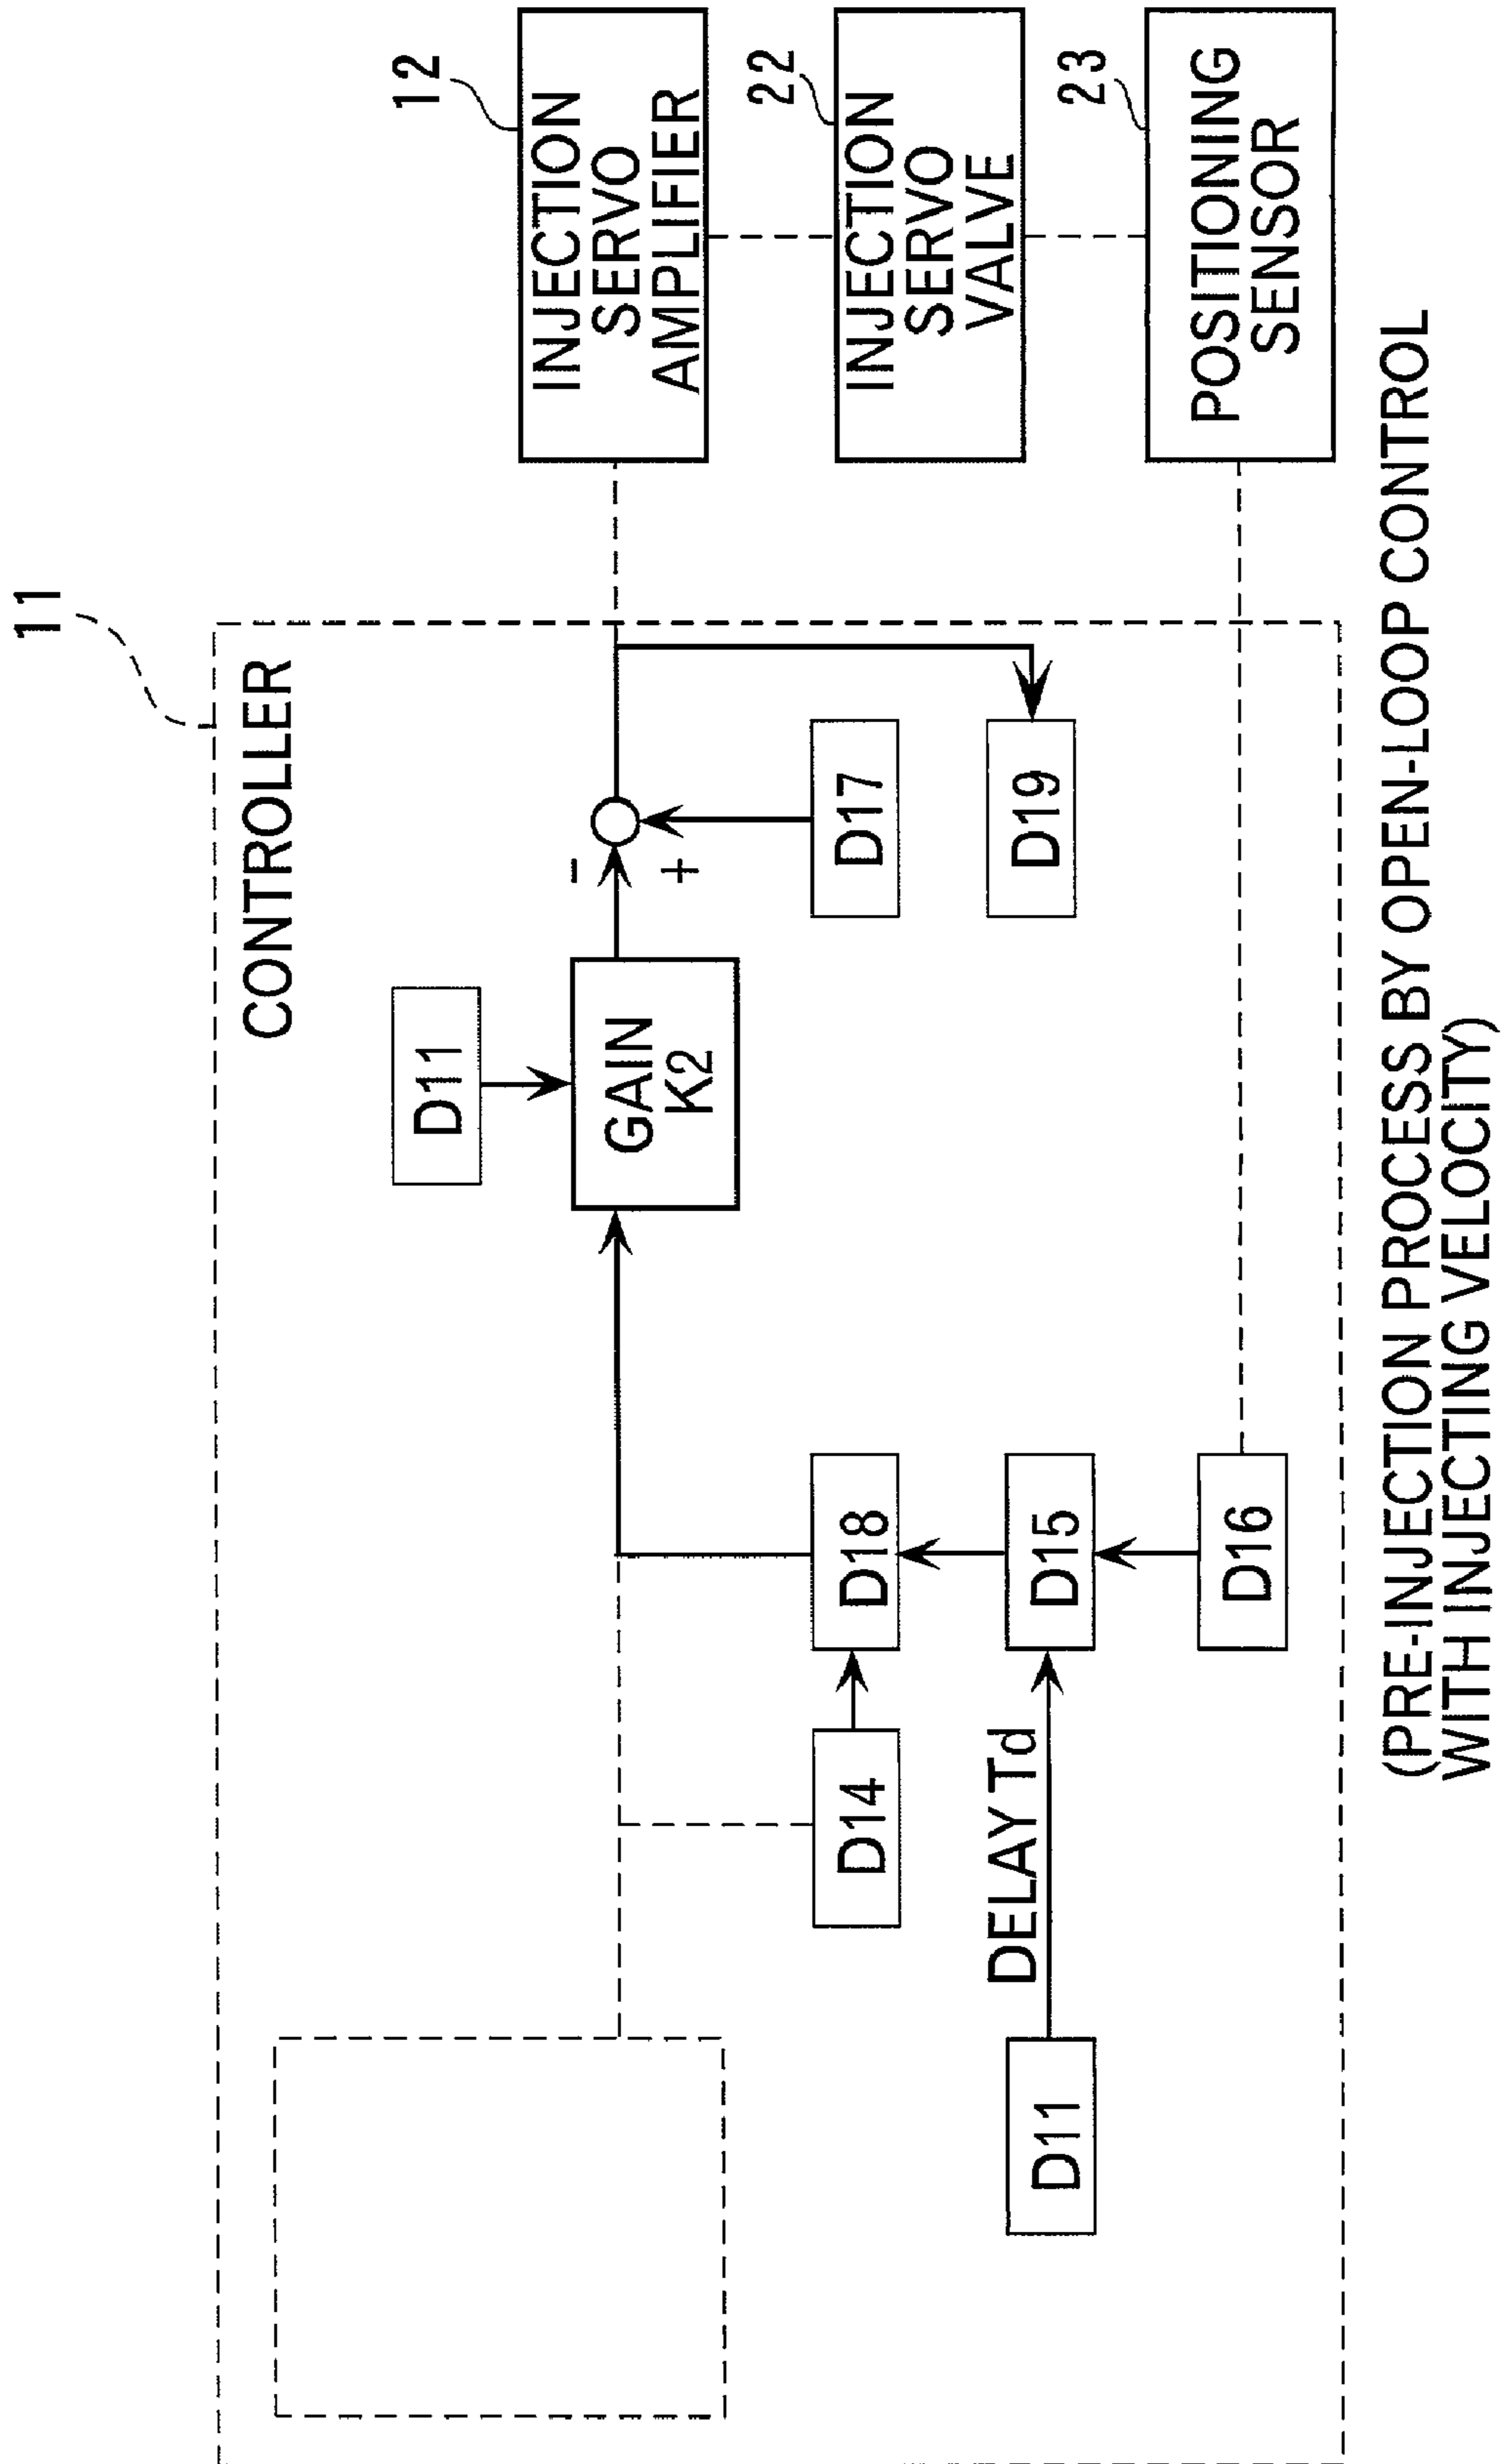 11
CONTROLLER
12
INJECTION
SERVO
AMPLIFIER
22
INJECTION
SERVO
VALVE
23
POSITIONING
SENSOR
D11
GAIN
K2
-
+
D17
D19
D14
D18
D15
D16
DELAY Td
D11
(PRE-INJECTION PROCESS BY OPEN-LOOP CONTROL
WITH INJECTING VELOCITY)